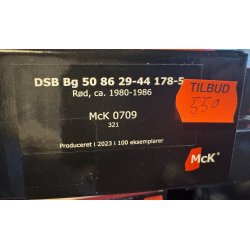 DSB Bg 50 86 29-44 178-5
Rød, ca. 1980-1986
TILBUD
550
McK 0709
321
Produceret i 2023 i 100 eksemplarer
McK®